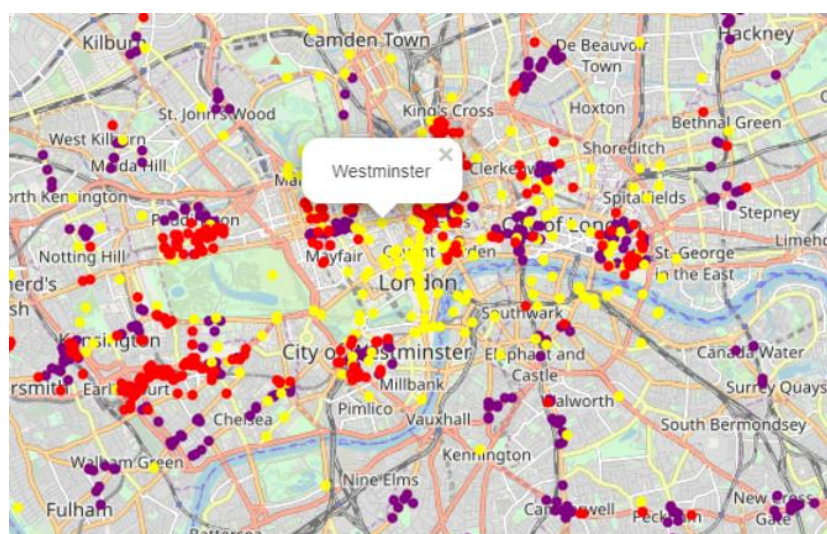 Kilburn
Camden Town
Hackney
De Beauvoir
Town
St. John's Wood
King's Cross
Hoxton
Bethnal Green
West Kilburn
Maida Hill
Shoreditch
Westminster
×
Clerkenwell
Spitalfields
Stepney
Notting Hill
Mayfair
City of London
St. George
in the East
London
Southwark
Kensington
City of Westminster
Elephant and
Castle
Canada Water
Earl's Court
Millbank
Surrey Quays
Chelsea
Pimlico
Vauxhall
Walworth
South Bermondsey
Walham Green
Kennington
Nine Elms
Fulham
Camberwell
Peckham
New Cross
Gate